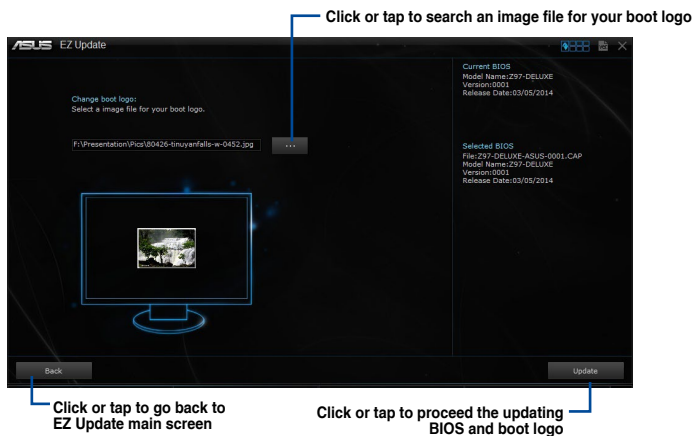 Click or tap to search an image file for your boot logo
ASUS EZ Update
Change boot logo:
Select a image file for your boot logo.
F:\Presentation\Pics\80426-tinuyanfalls-w-0452.jpg
...
Current BIOS
Model Name:Z97-DELUXE
Version:0001
Release Date:03/05/2014
Selected BIOS
File:Z97-DELUXE-ASUS-0001.CAP
Model Name:Z97-DELUXE
Version:0001
Release Date:03/05/2014
Back
Update
Click or tap to go back to
EZ Update main screen
Click or tap to proceed the updating
BIOS and boot logo